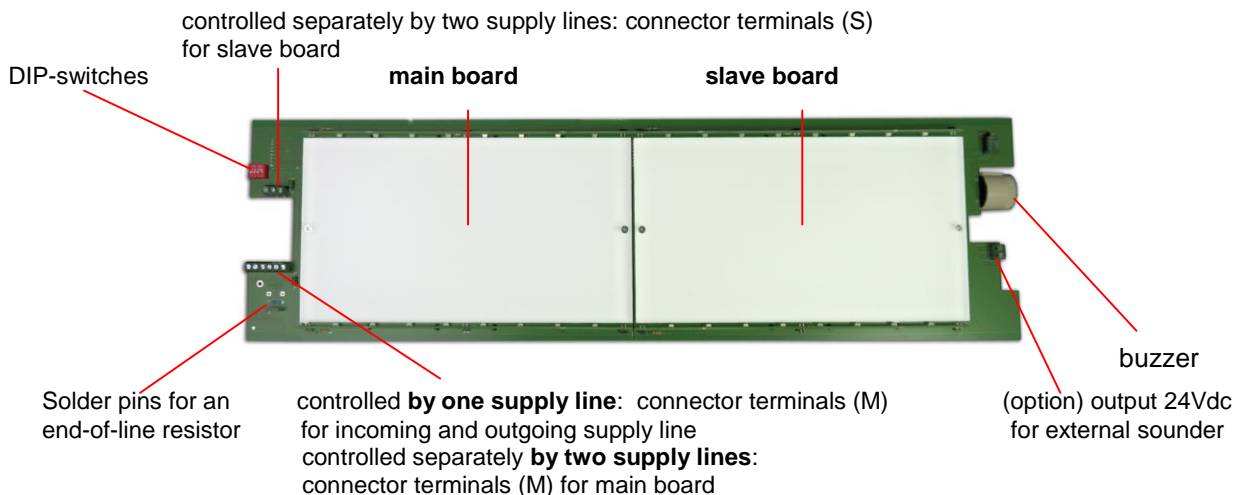 controlled separately by two supply lines: connector terminals (S)
for slave board
DIP-switches
main board
slave board
buzzer
Solder pins for an
end-of-line resistor
controlled by one supply line: connector terminals (M)
for incoming and outgoing supply line
controlled separately by two supply lines:
connector terminals (M) for main board
(option) output 24Vdc
for external sounder